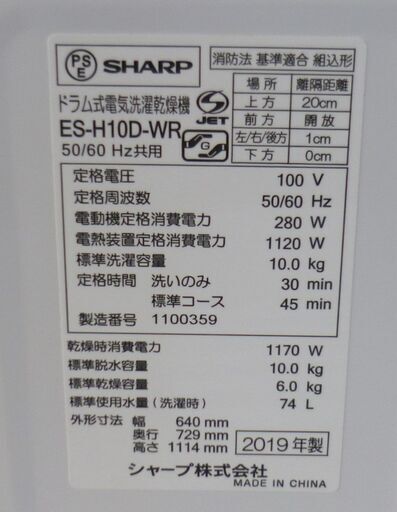 PS
E
SHARP
ドラム式電気洗濯乾燥機
ES-H10D-WR
50/60 Hz共用
S
JET
G
消防法 基準適合 組込形
場所 離隔距離
上方 20cm
前方 開放
左/右/後方 1cm
下方 0cm
定格電圧 100 V
定格周波数 50/60 Hz
電動機定格消費電力 280 W
電熱装置定格消費電力 1120 W
標準洗濯容量 10.0 kg
定格時間 洗いのみ 30 min
標準コース 45 min
製造番号 1100359
乾燥時消費電力 1170 W
標準脱水容量 10.0 kg
標準乾燥容量 6.0 kg
標準使用水量(洗濯時) 74 L
外形寸法 幅 640 mm
奥行 729 mm
高さ 1114 mm
2019 年製
シャープ株式会社
MADE IN CHINA